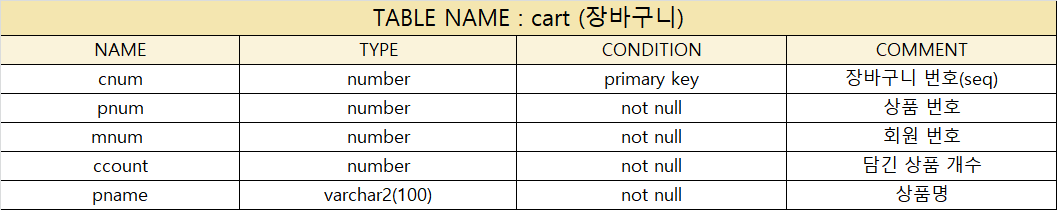 TABLE NAME : cart (장바구니)
NAME TYPE CONDITION COMMENT
cnum number primary key 장바구니 번호(seq)
pnum number not null 상품 번호
mnum number not null 회원 번호
ccount number not null 담긴 상품 개수
pname varchar2(100) not null 상품명